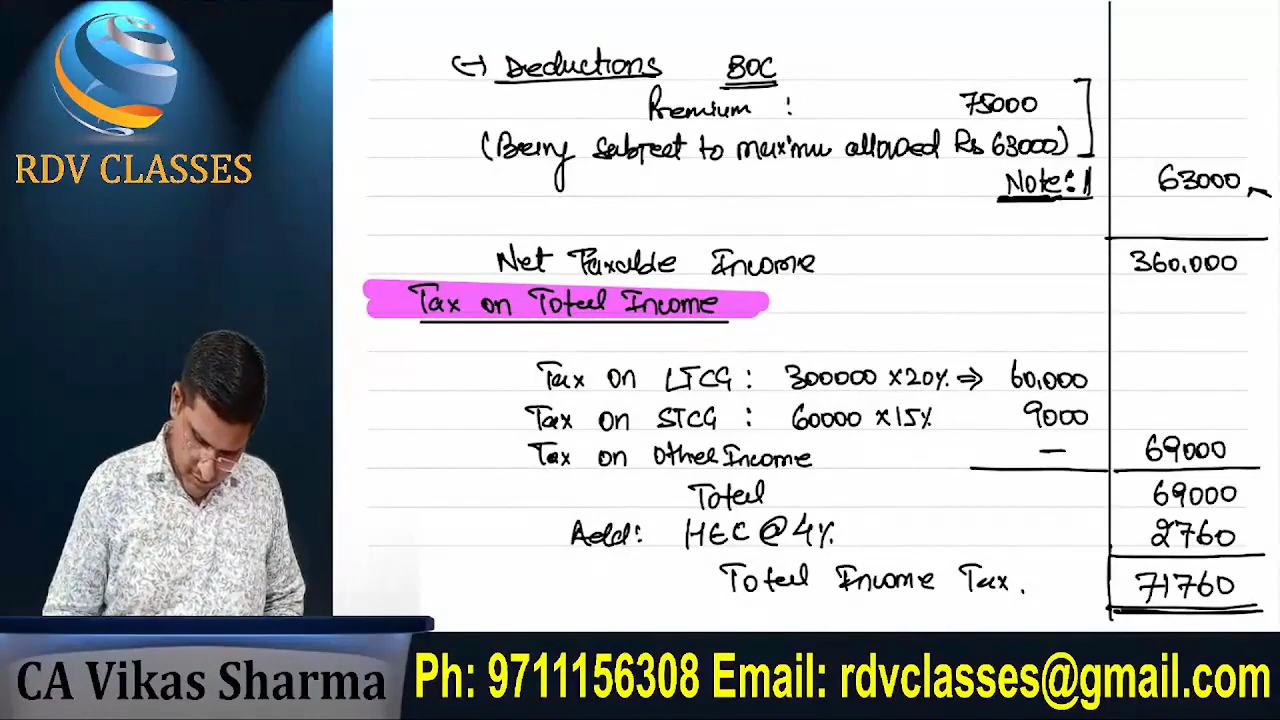 (-) Deductions 80C
Premium : 75000
(Being subject to maximu allowed Rs 63000)
Note: 1 63000
Net Taxable Income 360,000
Tax on Total Income
Tax on LTCG : 300000 x 20% ⇒ 60,000
Tax on STCG : 60000 x 15% 9000
Tax on other Income — 69000
Total 69000
Add: HEC @ 4% 2760
Total Income Tax. 71760
RDV CLASSES
CA Vikas Sharma
Ph: 9711156308 Email: rdvclasses@gmail.com